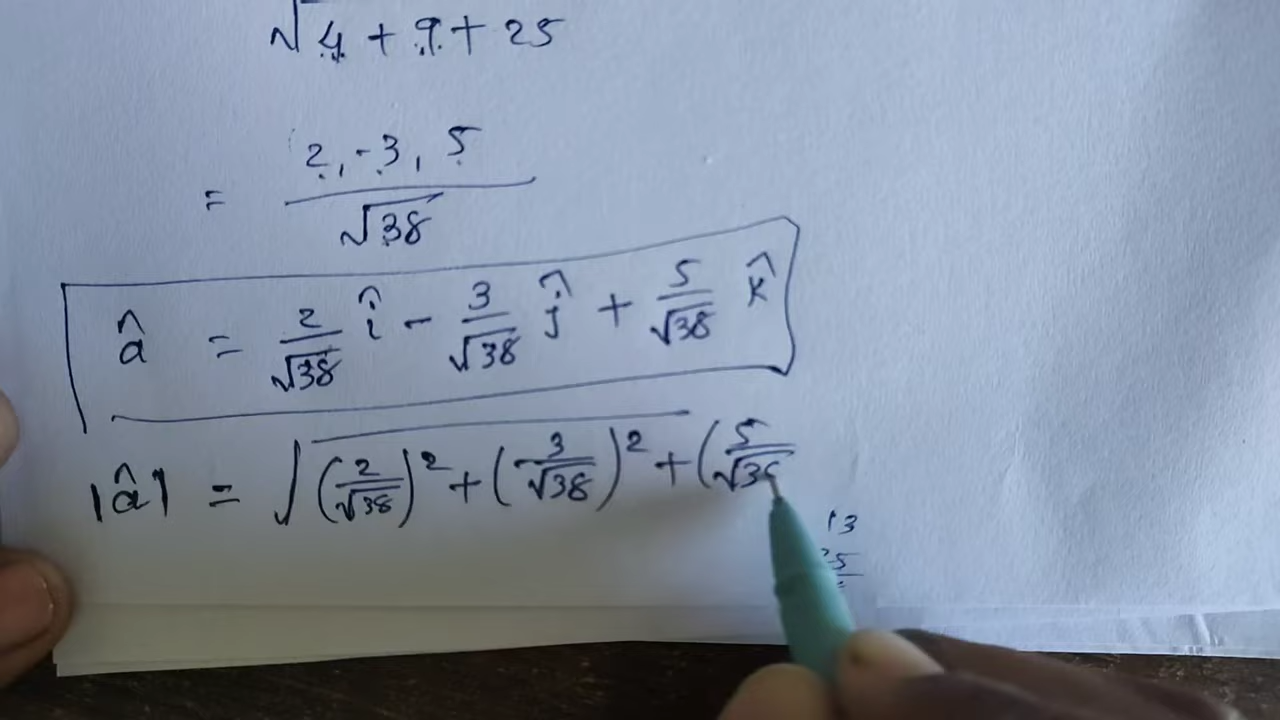 √4 + 9 + 25
= 2, -3, 5 / √38
â = 2/√38 î - 3/√38 ĵ + 5/√38 k̂
|â| = √(2/√38)² + (-3/√38)² + (5/√38
13